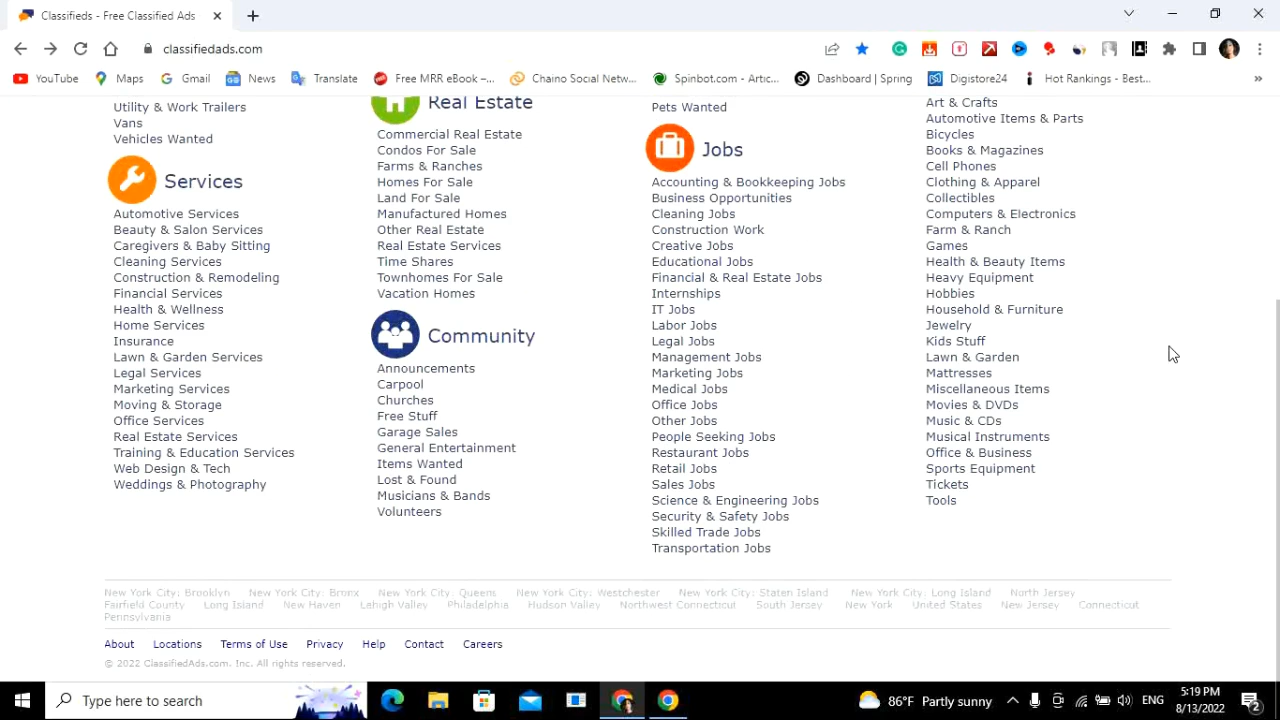 Classifieds - Free Classified Ads
classifiedads.com
YouTube
Maps
Gmail
News
Translate
Free MRR eBook –...
Chaino Social Netw...
Spinbot.com - Artic...
Dashboard | Spring
Digistore24
Hot Rankings - Best...
»
Utility & Work Trailers
Vans
Vehicles Wanted
Services
Automotive Services
Beauty & Salon Services
Caregivers & Baby Sitting
Cleaning Services
Construction & Remodeling
Financial Services
Health & Wellness
Home Services
Insurance
Lawn & Garden Services
Legal Services
Marketing Services
Moving & Storage
Office Services
Real Estate Services
Training & Education Services
Web Design & Tech
Weddings & Photography
Real Estate
Commercial Real Estate
Condos For Sale
Farms & Ranches
Homes For Sale
Land For Sale
Manufactured Homes
Other Real Estate
Real Estate Services
Time Shares
Townhomes For Sale
Vacation Homes
Community
Announcements
Carpool
Churches
Free Stuff
Garage Sales
General Entertainment
Items Wanted
Lost & Found
Musicians & Bands
Volunteers
Pets Wanted
Jobs
Accounting & Bookkeeping Jobs
Business Opportunities
Cleaning Jobs
Construction Work
Creative Jobs
Educational Jobs
Financial & Real Estate Jobs
Internships
IT Jobs
Labor Jobs
Legal Jobs
Management Jobs
Marketing Jobs
Medical Jobs
Office Jobs
Other Jobs
People Seeking Jobs
Restaurant Jobs
Retail Jobs
Sales Jobs
Science & Engineering Jobs
Security & Safety Jobs
Skilled Trade Jobs
Transportation Jobs
Art & Crafts
Automotive Items & Parts
Bicycles
Books & Magazines
Cell Phones
Clothing & Apparel
Collectibles
Computers & Electronics
Farm & Ranch
Games
Health & Beauty Items
Heavy Equipment
Hobbies
Household & Furniture
Jewelry
Kids Stuff
Lawn & Garden
Mattresses
Miscellaneous Items
Movies & DVDs
Music & CDs
Musical Instruments
Office & Business
Sports Equipment
Tickets
Tools
New York City: Brooklyn New York City: Bronx New York City: Queens New York City: Westchester New York City: Staten Island New York City: Long Island North Jersey
Fairfield County Long Island New Haven Lehigh Valley Philadelphia Hudson Valley Northwest Connecticut South Jersey New York United States New Jersey Connecticut
Pennsylvania
About Locations Terms of Use Privacy Help Contact Careers
© 2022 ClassifiedAds.com. Inc. All rights reserved.
Type here to search
86°F Partly sunny
ENG
5:19 PM
8/13/2022
2